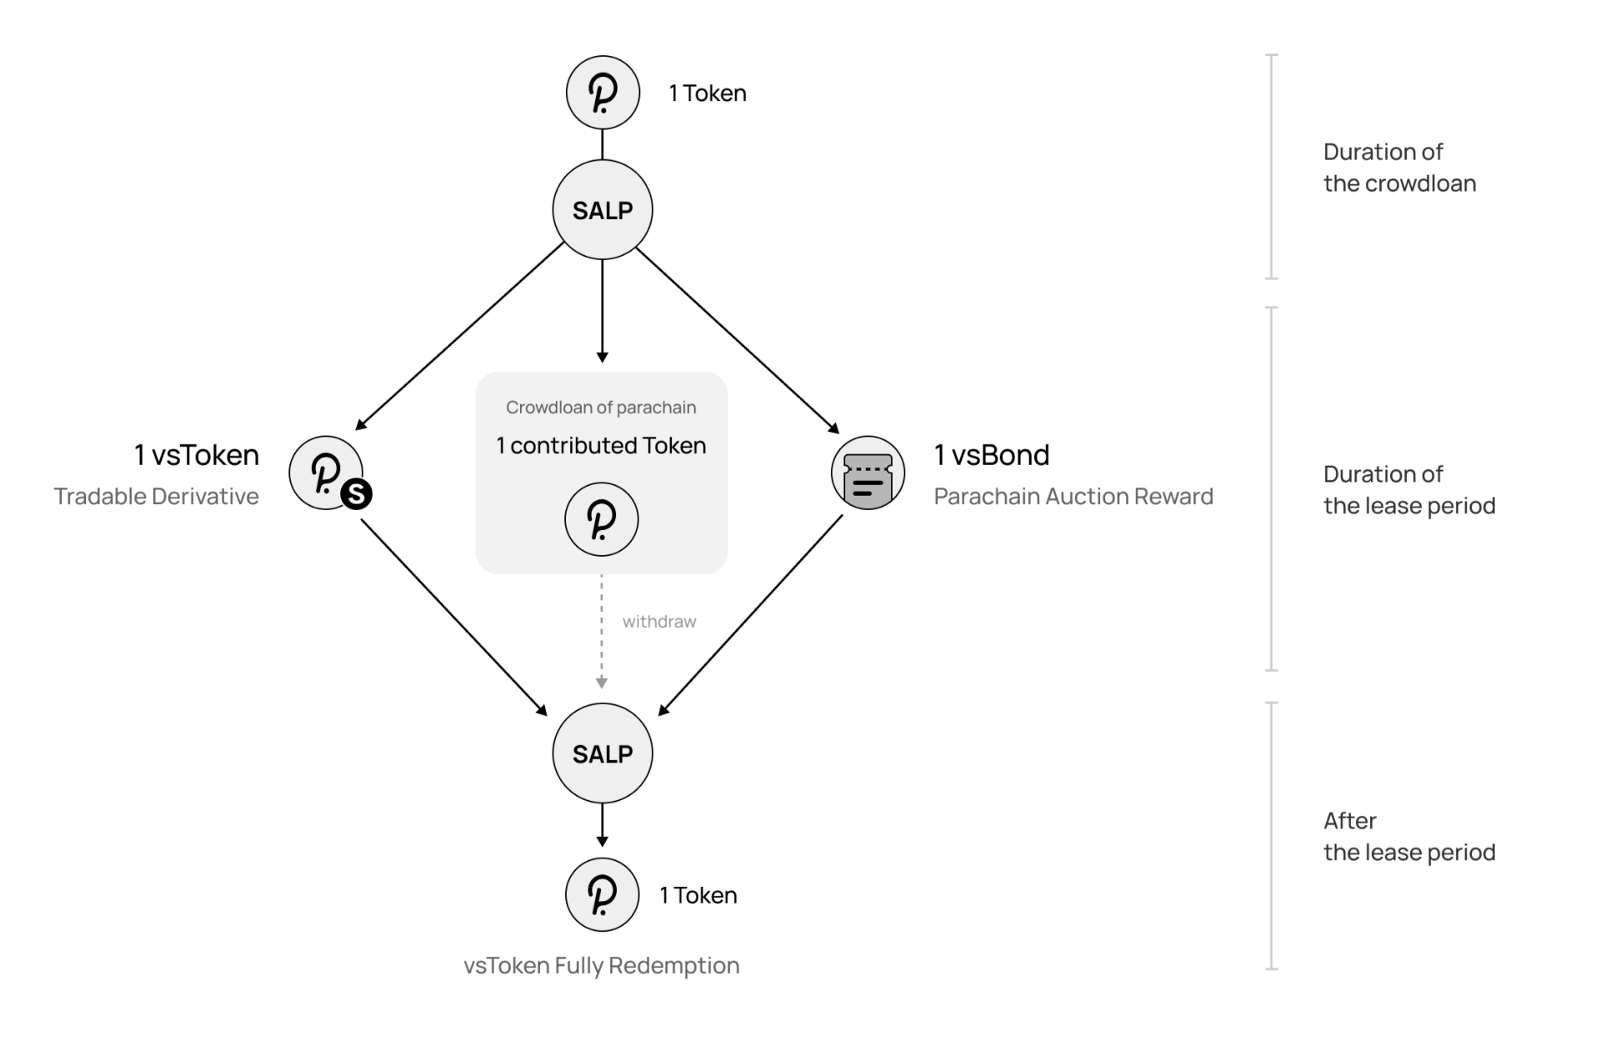 1 Token
SALP
Duration of
the crowdloan
Crowdloan of parachain
1 contributed Token
1 vsToken
Tradable Derivative
S
1 vsBond
Parachain Auction Reward
Duration of
the lease period
withdraw
SALP
After
the lease period
1 Token
vsToken Fully Redemption